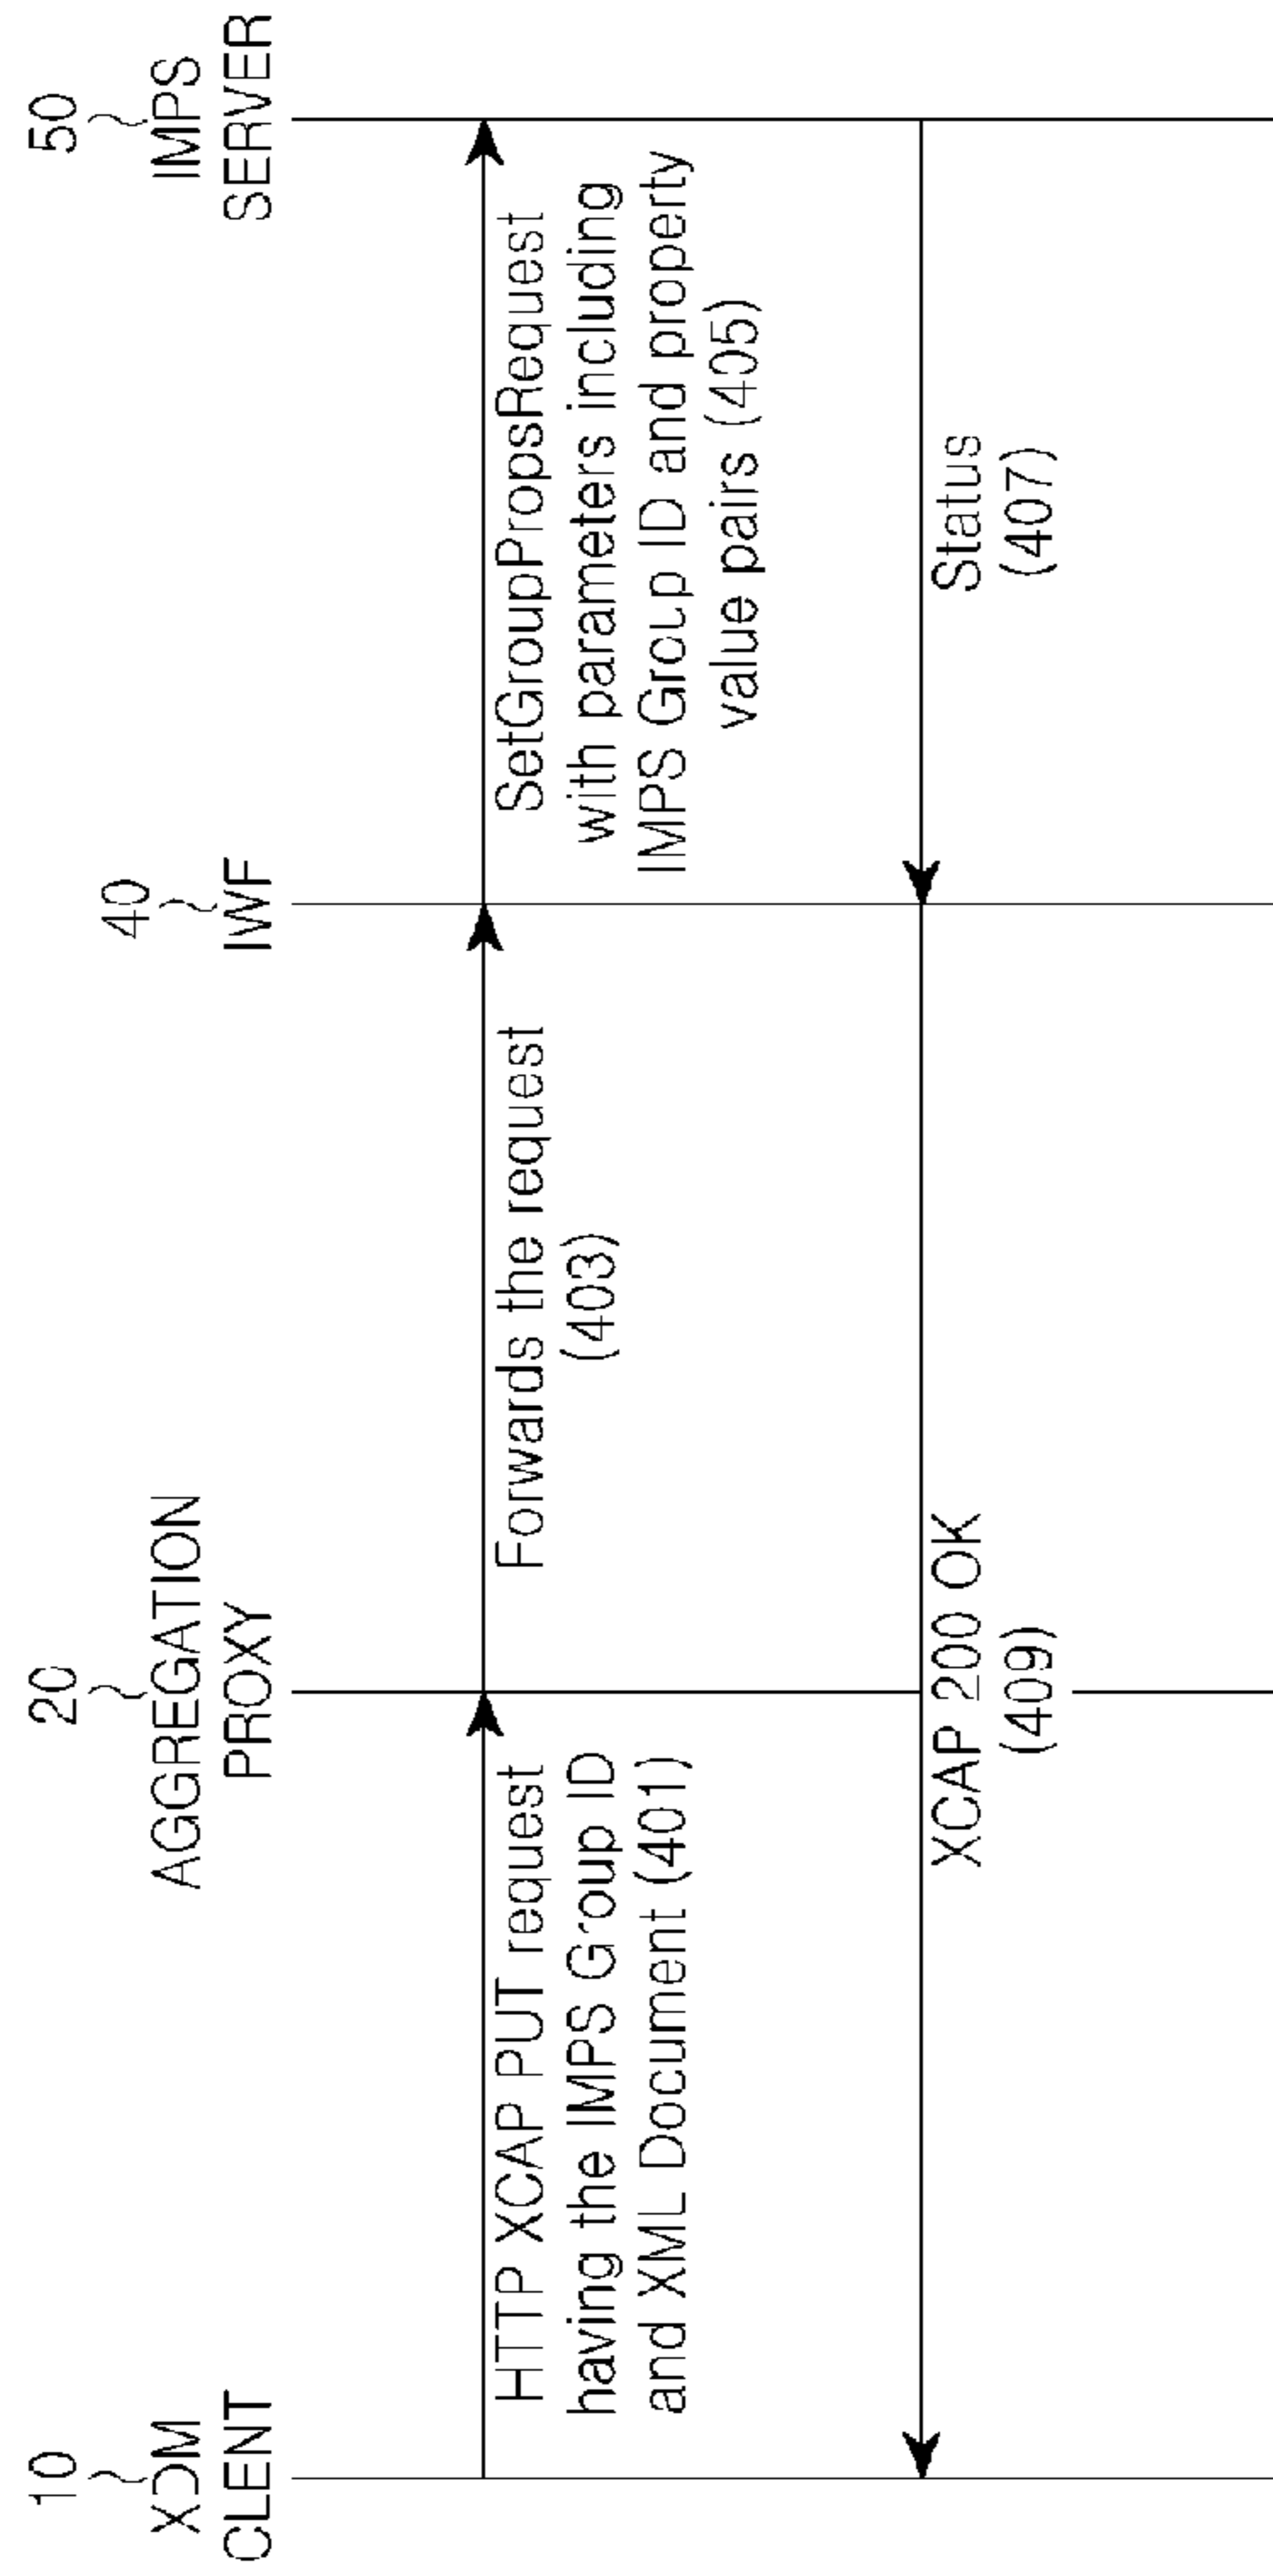 10
XDM
CLENT
20
AGGREGATION
PROXY
40
IWF
50
IMPS
SERVER
HTTP XCAP PUT request
having the IMPS Group ID
and XML Document (401)
Forwards the request
(403)
SetGroupPropsRequest
with parameters including
IMPS Group ID and property
value pairs (405)
Status
(407)
XCAP 200 OK
(409)